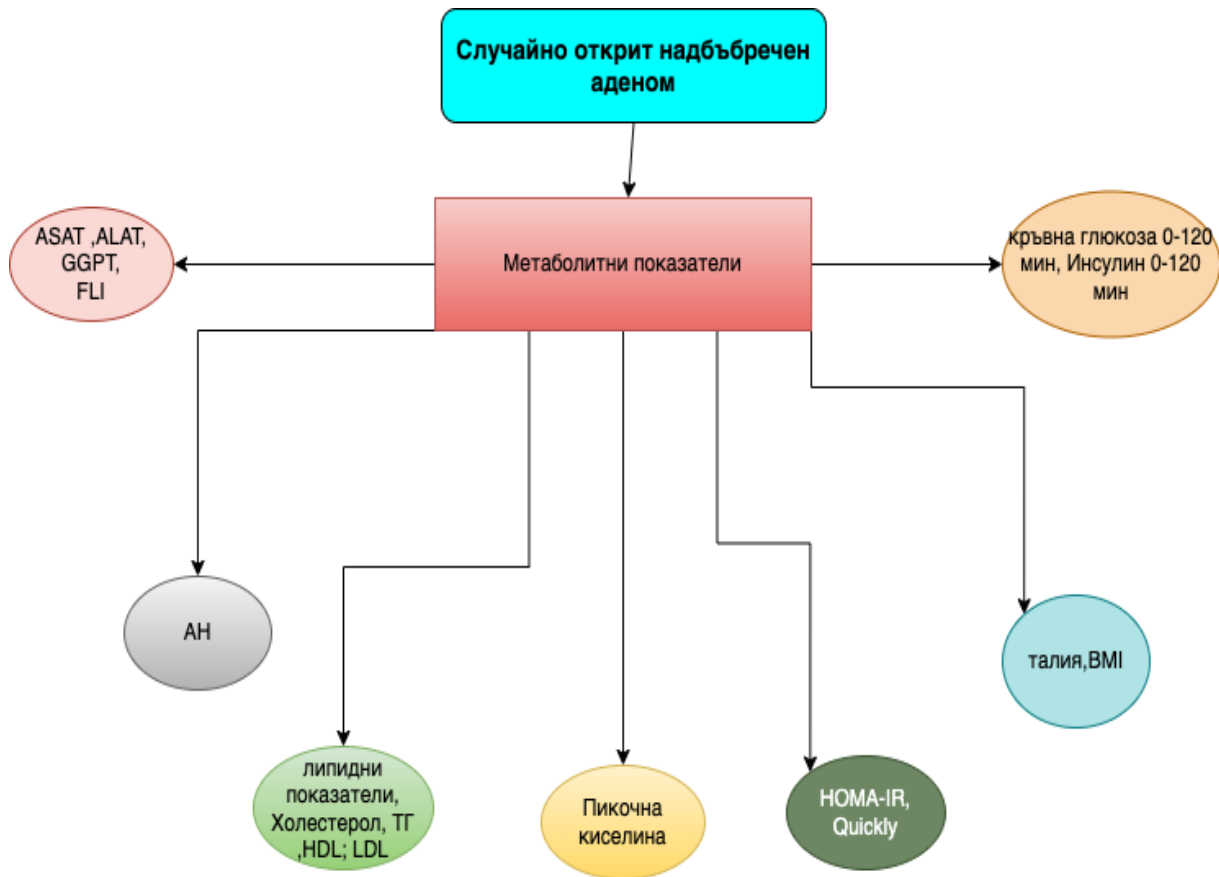 Случайно открит надбъбречен
аденом
Метаболитни показатели
ASAT ,ALAT,
GGPT,
FLI
кръвна глюкоза 0-120
мин, Инсулин 0-120
мин
АН
талия,BMI
липидни
показатели,
Холестерол, ТГ
,HDL; LDL
Пикочна
киселина
HOMA-IR,
Quickly